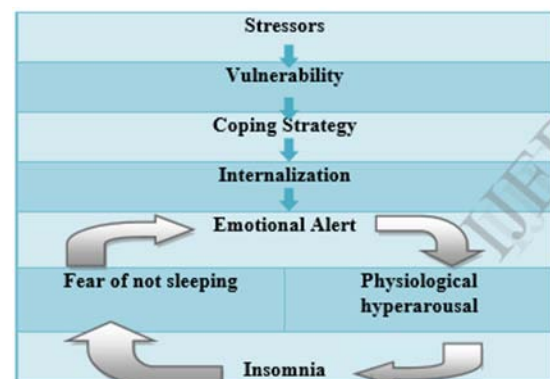 Stressors
Vulnerability
Coping Strategy
Internalization
Emotional Alert
Fear of not sleeping
Physiological
hyperarousal
Insomnia